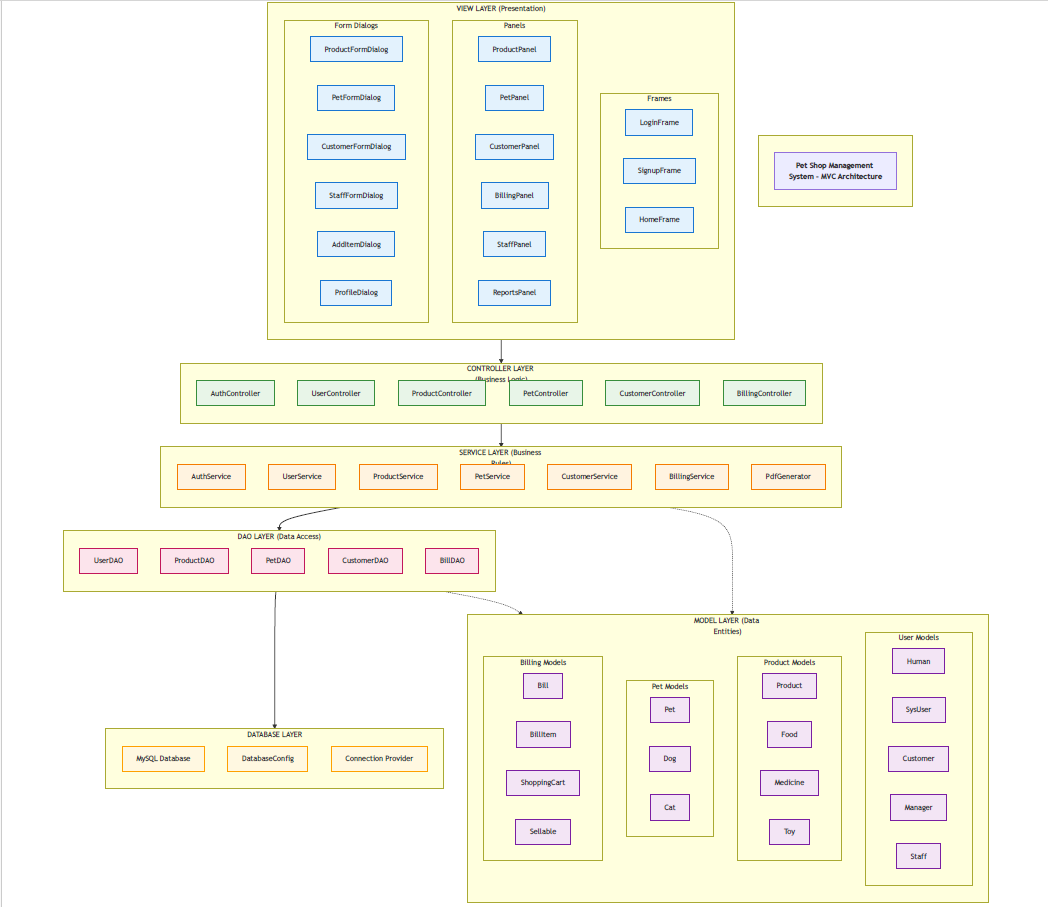 VIEW LAYER (Presentation)
Form Dialogs
ProductFormDialog
PetFormDialog
CustomerFormDialog
StaffFormDialog
AddItemDialog
ProfileDialog
Panels
ProductPanel
PetPanel
CustomerPanel
BillingPanel
StaffPanel
ReportsPanel
Frames
LoginFrame
SignupFrame
HomeFrame
Pet Shop Management
System - MVC Architecture
CONTROLLER LAYER
(Business Logic)
AuthController
UserController
ProductController
PetController
CustomerController
BillingController
SERVICE LAYER (Business
Rules)
AuthService
UserService
ProductService
PetService
CustomerService
BillingService
PdfGenerator
DAO LAYER (Data Access)
UserDAO
ProductDAO
PetDAO
CustomerDAO
BillDAO
DATABASE LAYER
MySQL Database
DatabaseConfig
Connection Provider
MODEL LAYER (Data
Entities)
Billing Models
Bill
BillItem
ShoppingCart
Sellable
Pet Models
Pet
Dog
Cat
Product Models
Product
Food
Medicine
Toy
User Models
Human
SysUser
Customer
Manager
Staff